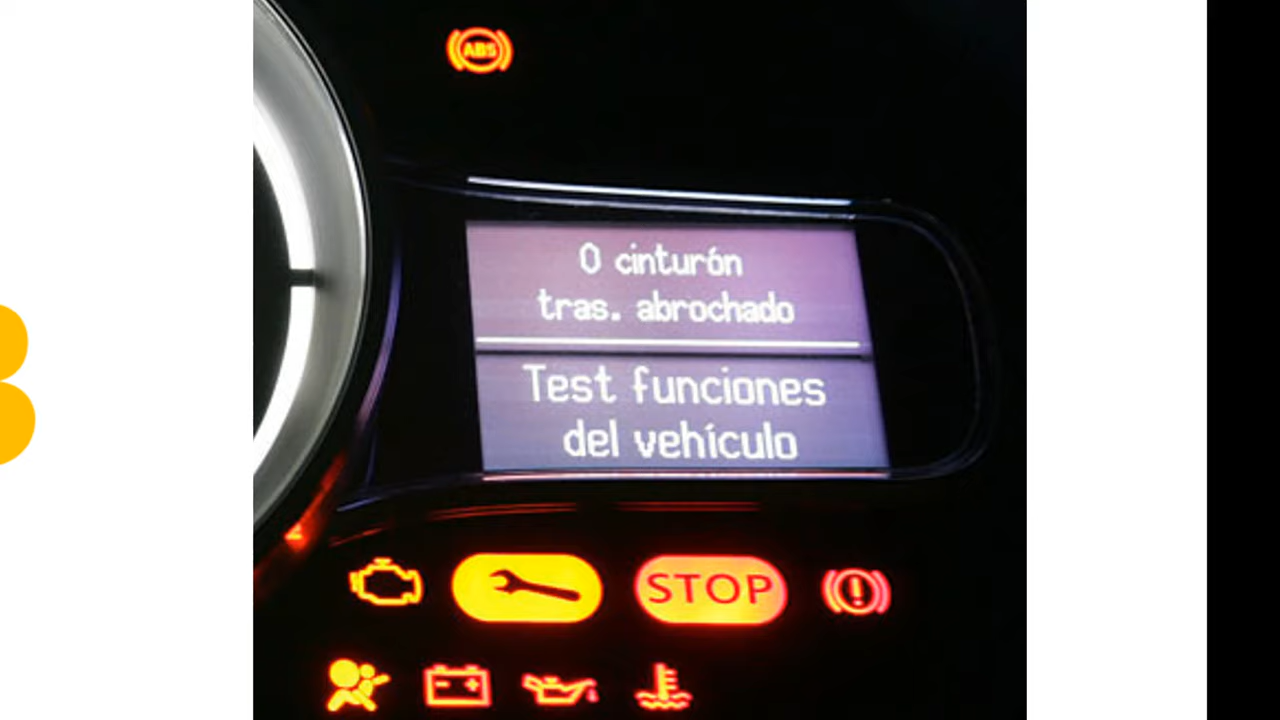 ABS
0 cinturón
tras. abrochado
Test funciones
del vehículo
STOP